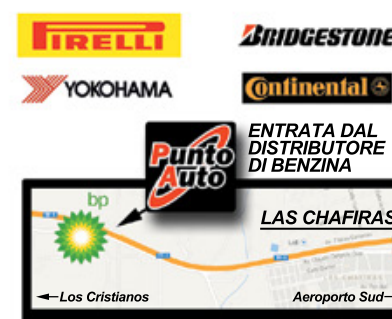 PIRELLI
BRIDGESTONE
YOKOHAMA
Continental
Punto
Auto
ENTRATA DAL
DISTRIBUTORE
DI BENZINA
bp
LAS CHAFIRAS
Los Cristianos
Aeroporto Sud